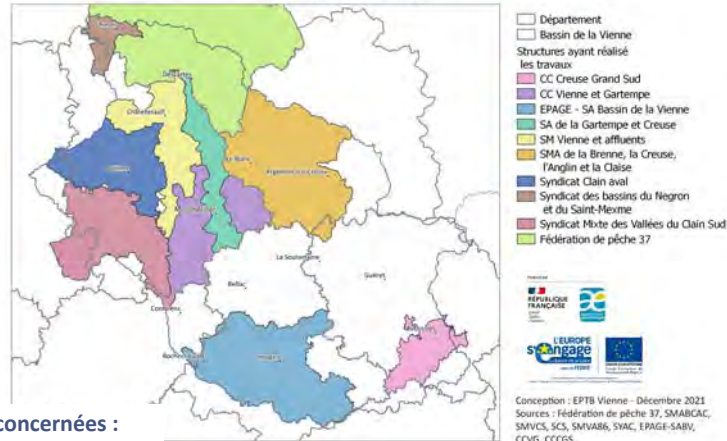 Département
Bassin de la Vienne
Structures ayant réalisé
les travaux
CC Creuse Grand Sud
CC Vienne et Gartempe
EPAGE - SA Bassin de la Vienne
SA de la Gartempe et Creuse
SM Vienne et affluents
SMA de la Brenne, la Creuse,
l'Anglin et la Claise
Syndicat Clain aval
Syndicat des bassins du Negron
et du Saint-Mexme
Syndicat Mixte des Vallées du Clain Sud
Fédération de pêche 37
Descartes
Châtellerault
Le Blanc
Argenton-sur-Creuse
La Souterraine
Guéret
Bellac
Confolens
RÉPUBLIQUE
FRANÇAISE
L'EUROPE
s'engage
Conception : EPTB Vienne - Décembre 2021
Sources : Fédération de pêche 37, SMABCAC,
SMVCS, SCS, SMVA86, SYAC, EPAGE-SABV,
CCVG, CCCGS
concernées :